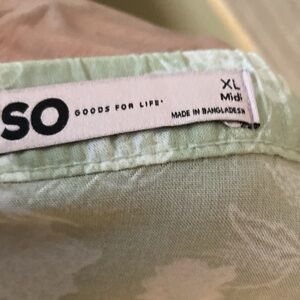 SO GOODS FOR LIFE•
XL
Midi
MADE IN BANGLADESH